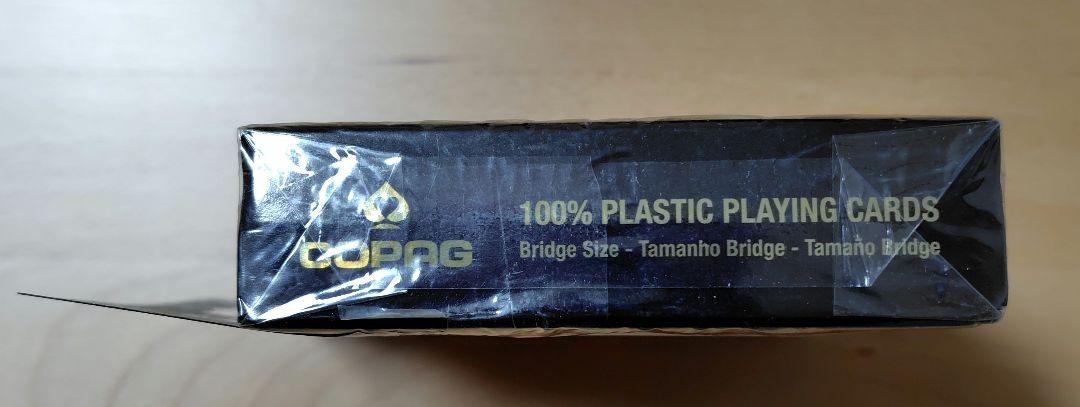 COPAG
100% PLASTIC PLAYING CARDS
Bridge Size - Tamanho Bridge - Tamaño Bridge